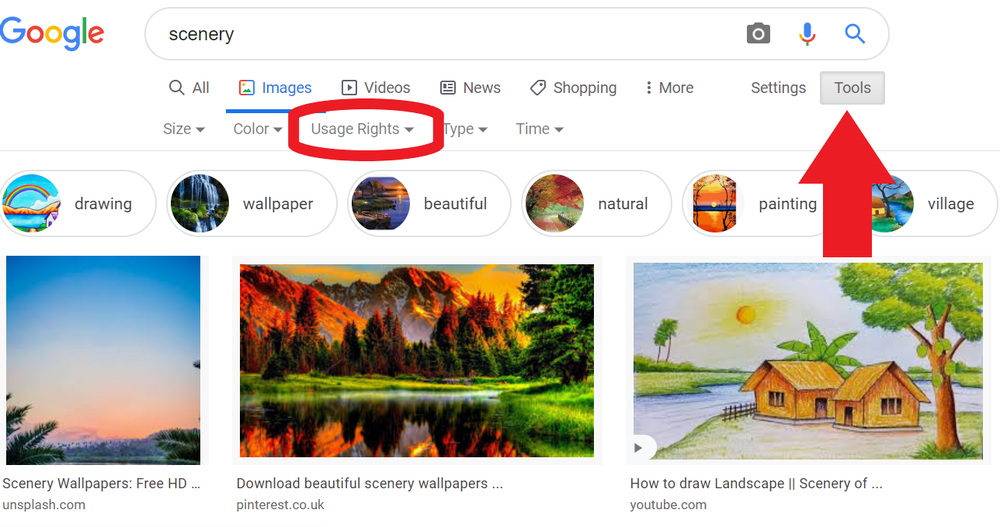 Google scenery
All Images Videos News Shopping More Settings Tools
Size Color Usage Rights Type Time
drawing wallpaper beautiful natural painting village
Scenery Wallpapers: Free HD ... Download beautiful scenery wallpapers ... How to draw Landscape || Scenery of ...
unsplash.com pinterest.co.uk youtube.com